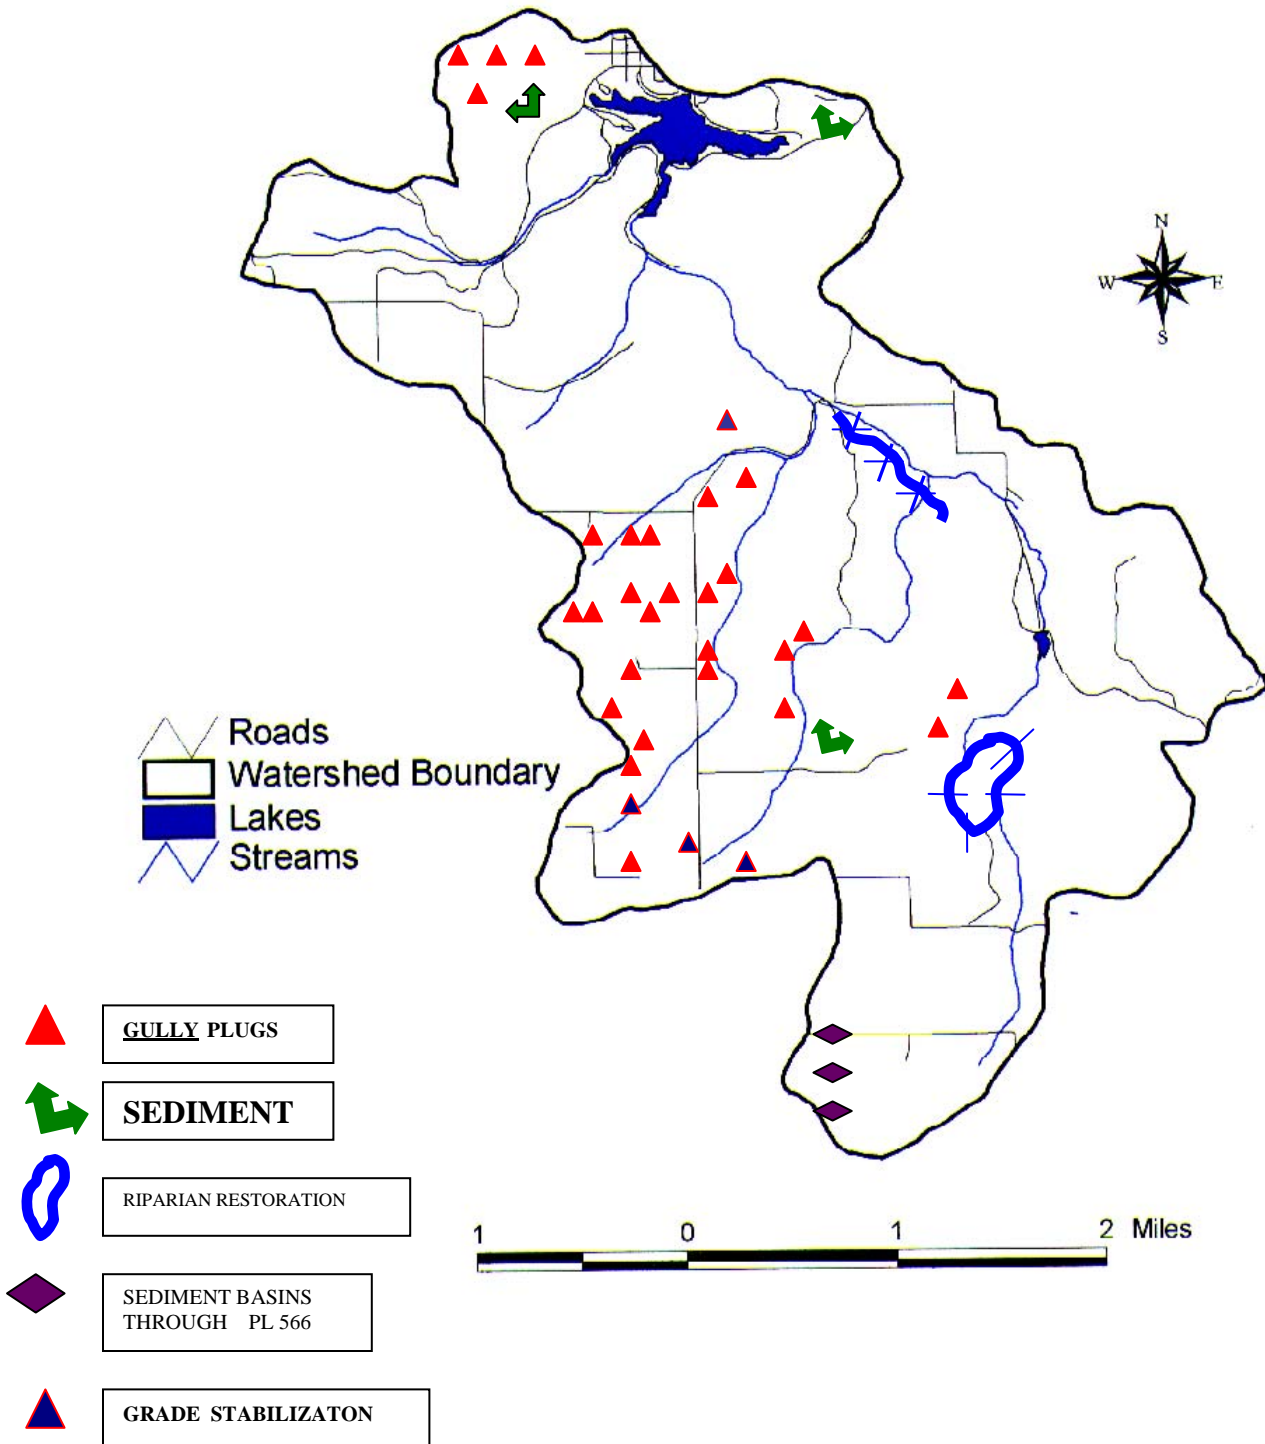 N
W E
S
Roads
Watershed Boundary
Lakes
Streams
GULLY PLUGS
SEDIMENT
RIPARIAN RESTORATION
1 0 1 2 Miles
SEDIMENT BASINS
THROUGH PL 566
GRADE STABILIZATON